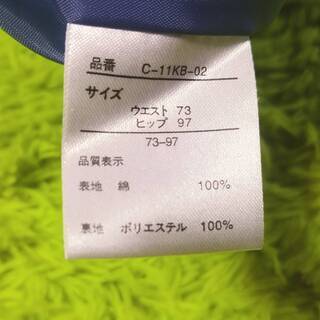 品番 C-11KB-02
サイズ
ウエスト 73
ヒップ 97
73-97
品質表示
表地 綿 100%
裏地 ポリエステル 100%